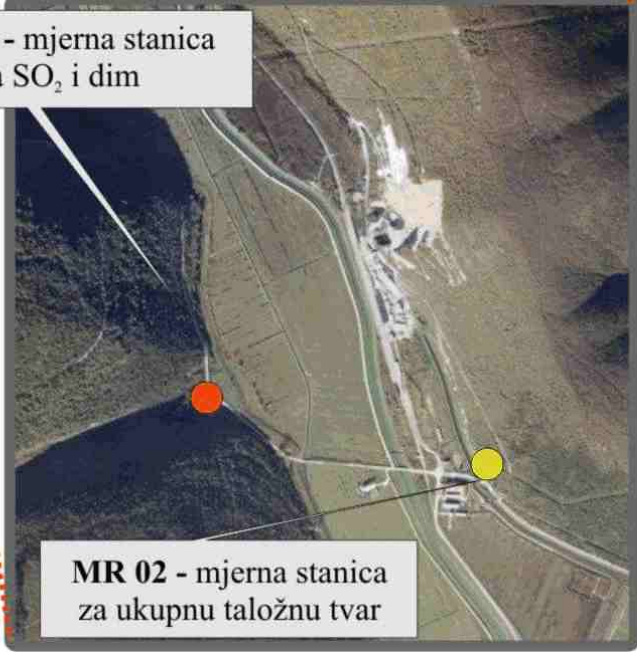 - mjerna stanica
SO₂ i dim
MR 02 - mjerna stanica
za ukupnu taložnu tvar